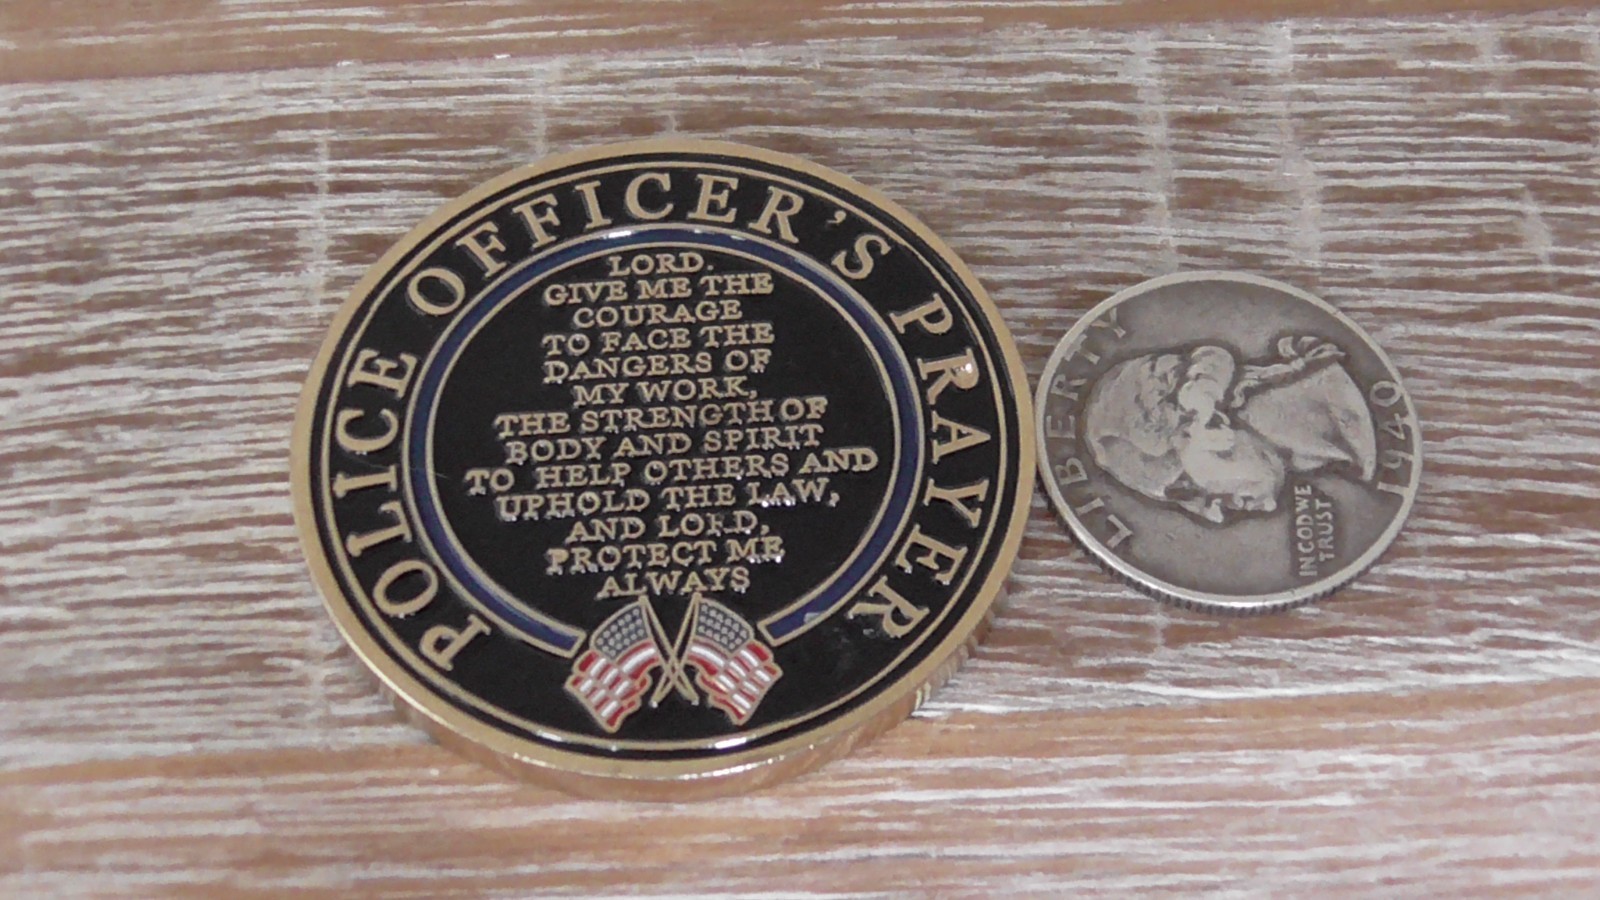 POLICE OFFICER'S PRAYER
LORD,
GIVE ME THE
COURAGE
TO FACE THE
DANGERS OF
MY WORK,
THE STRENGTH OF
BODY AND SPIRIT
TO HELP OTHERS AND
UPHOLD THE LAW,
AND LORD,
PROTECT ME
ALWAYS
LIBERTY
IN GOD WE
TRUST